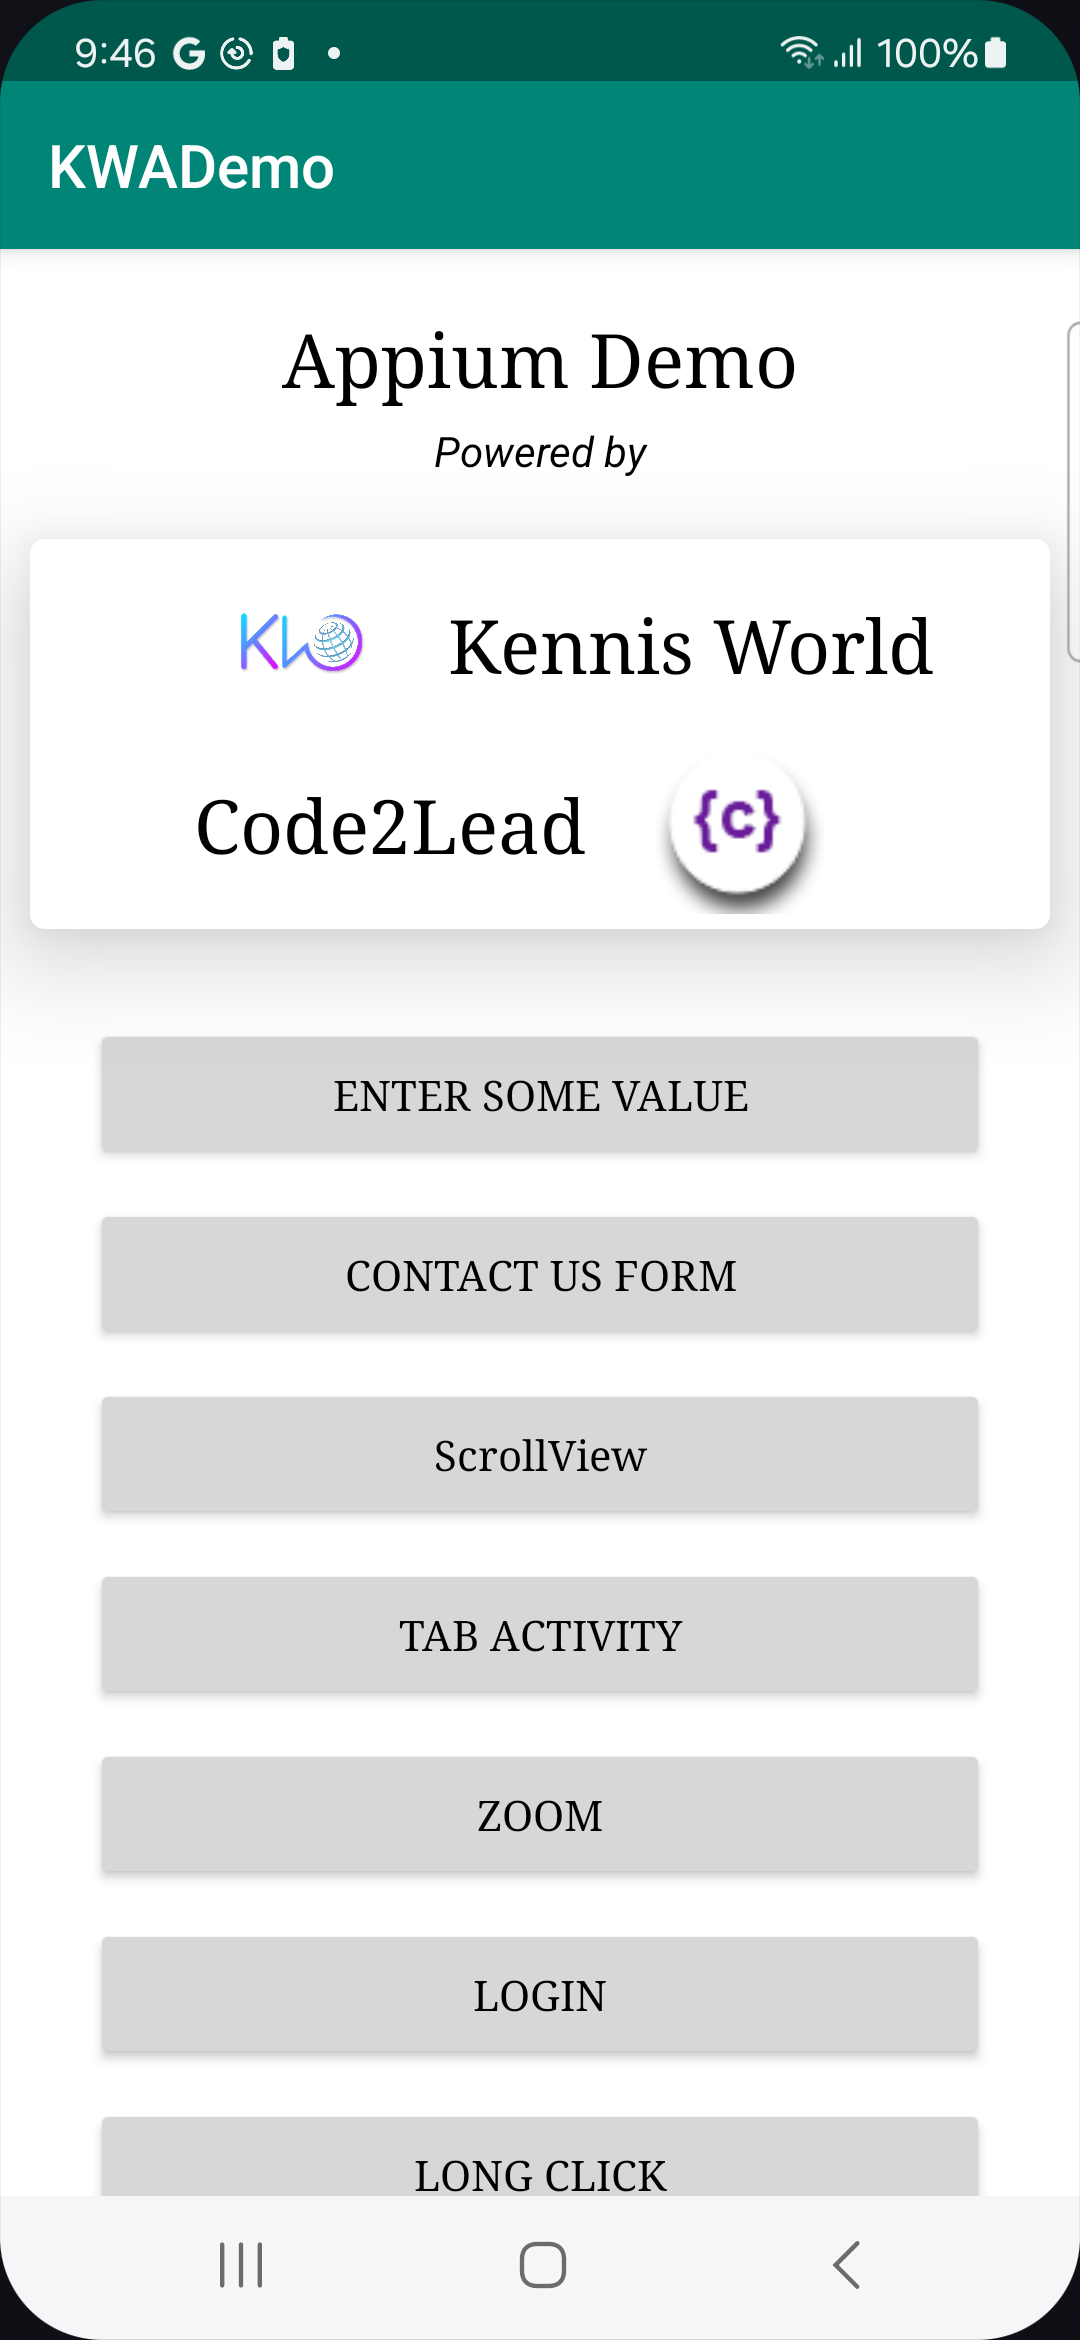 9:46 100%
KWADemo
Appium Demo
Powered by
Kennis World
Code2Lead {c}
ENTER SOME VALUE
CONTACT US FORM
ScrollView
TAB ACTIVITY
ZOOM
LOGIN
LONG CLICK